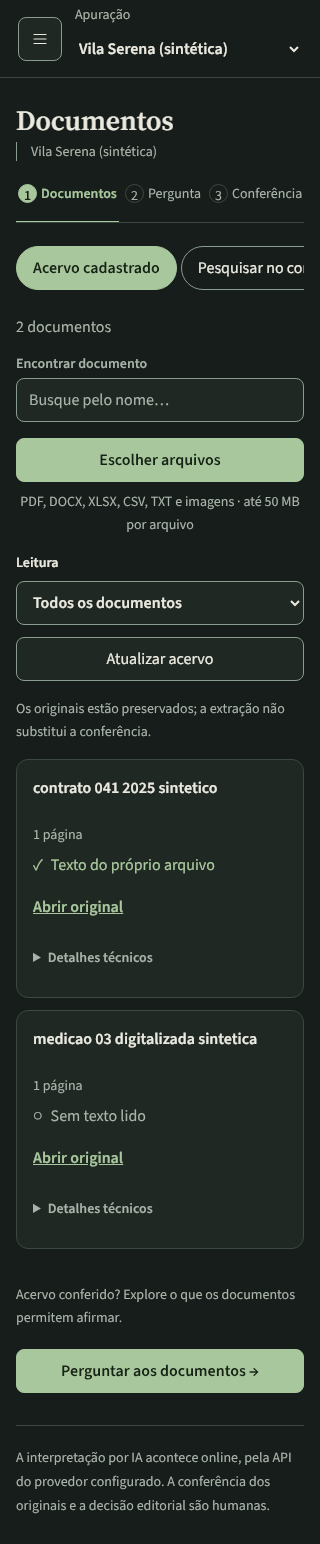 Apuração
Vila Serena (sintética)
Documentos
Vila Serena (sintética)
1 Documentos 2 Pergunta 3 Conferência
Acervo cadastrado Pesquisar no
2 documentos
Encontrar documento
Busque pelo nome…
Escolher arquivos
PDF, DOCX, XLSX, CSV, TXT e imagens · até 50 MB
por arquivo
Leitura
Todos os documentos
Atualizar acervo
Os originais estão preservados; a extração não
substitui a conferência.
contrato 041 2025 sintetico
1 página
✓ Texto do próprio arquivo
Abrir original
▶ Detalhes técnicos
medicao 03 digitalizada sintetica
1 página
○ Sem texto lido
Abrir original
▶ Detalhes técnicos
Acervo conferido? Explore o que os documentos
permitem afirmar.
Perguntar aos documentos →
A interpretação por IA acontece online, pela API
do provedor configurado. A conferência dos
originais e a decisão editorial são humanas.